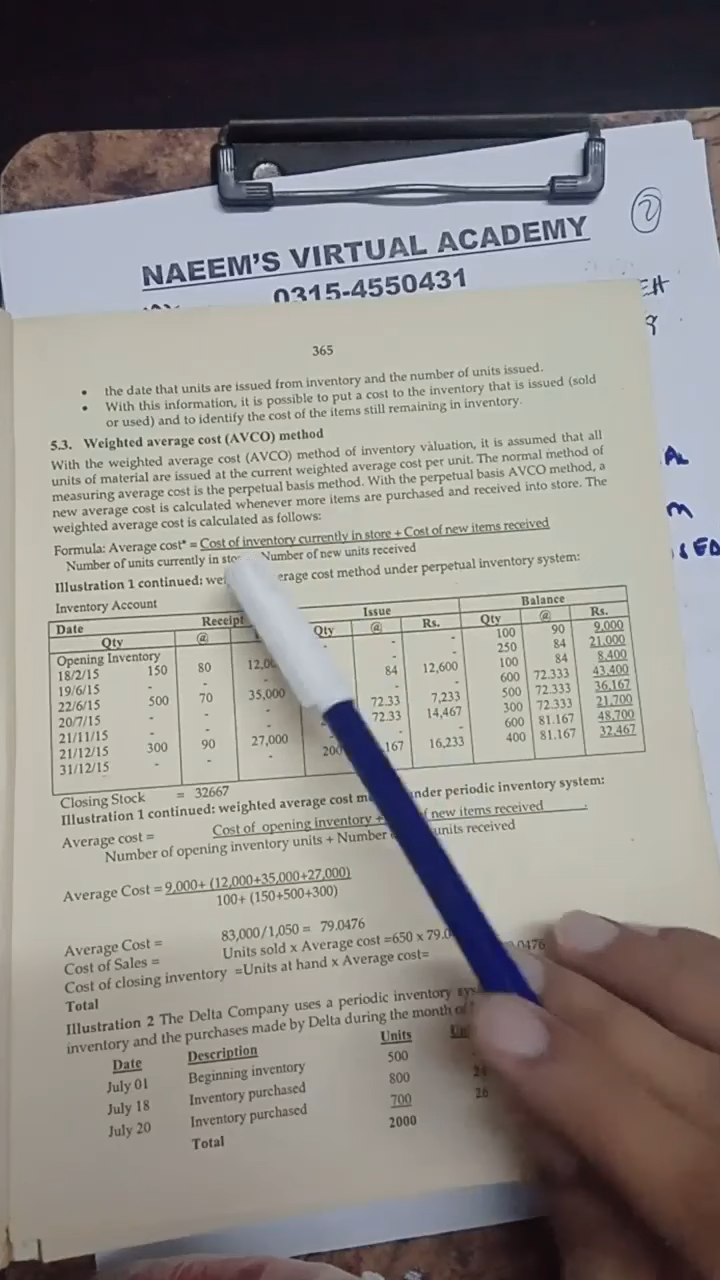 NAEEM'S VIRTUAL ACADEMY
2
0315-4550431
365
• the date that units are issued from inventory and the number of units issued.
• With this information, it is possible to put a cost to the inventory that is issued (sold
or used) and to identify the cost of the items still remaining in inventory.
5.3. Weighted average cost (AVCO) method
With the weighted average cost (AVCO) method of inventory valuation, it is assumed that all
units of material are issued at the current weighted average cost per unit. The normal method of
measuring average cost is the perpetual basis method. With the perpetual basis AVCO method, a
new average cost is calculated whenever more items are purchased and received into store. The
weighted average cost is calculated as follows:
Formula: Average cost* = Cost of inventory currently in store + Cost of new items received
Number of units currently in Number of new units received
Illustration 1 continued: cost method under perpetual inventory system:
Inventory Account
Date Receipt Issue Balance
Qty @ Qty @ Rs. Qty @ Rs.
Opening Inventory - - 100 90 9,000
18/2/15 150 80 - - 250 84 21,000
19/6/15 - - 84 12,600 100 84 8,400
22/6/15 500 70 35,000 - - 600 72.333 43,400
20/7/15 - - - 72.33 7,233 500 72.333 36,167
21/11/15 - - - 72.33 14,467 300 72.333 21,700
21/12/15 300 90 27,000 600 81.167 48,700
31/12/15 - - - 200 167 16,233 400 81.167 32,467
Closing Stock = 32667
Illustration 1 continued: weighted average cost under periodic inventory system:
Average cost = Cost of opening inventory + of new items received
Number of opening inventory units + Number units received
Average Cost = 9,000+ (12,000+35,000+27,000)
100+ (150+500+300)
Average Cost = 83,000/1,050 = 79.0476
Cost of Sales = Units sold x Average cost =650 x
Cost of closing inventory =Units at hand x Average cost=
Total
Illustration 2 The Delta Company uses a periodic inventory
inventory and the purchases made by Delta during the month of
Date Description Units
July 01 Beginning inventory 500
July 18 Inventory purchased 800
July 20 Inventory purchased 700 26
Total 2000